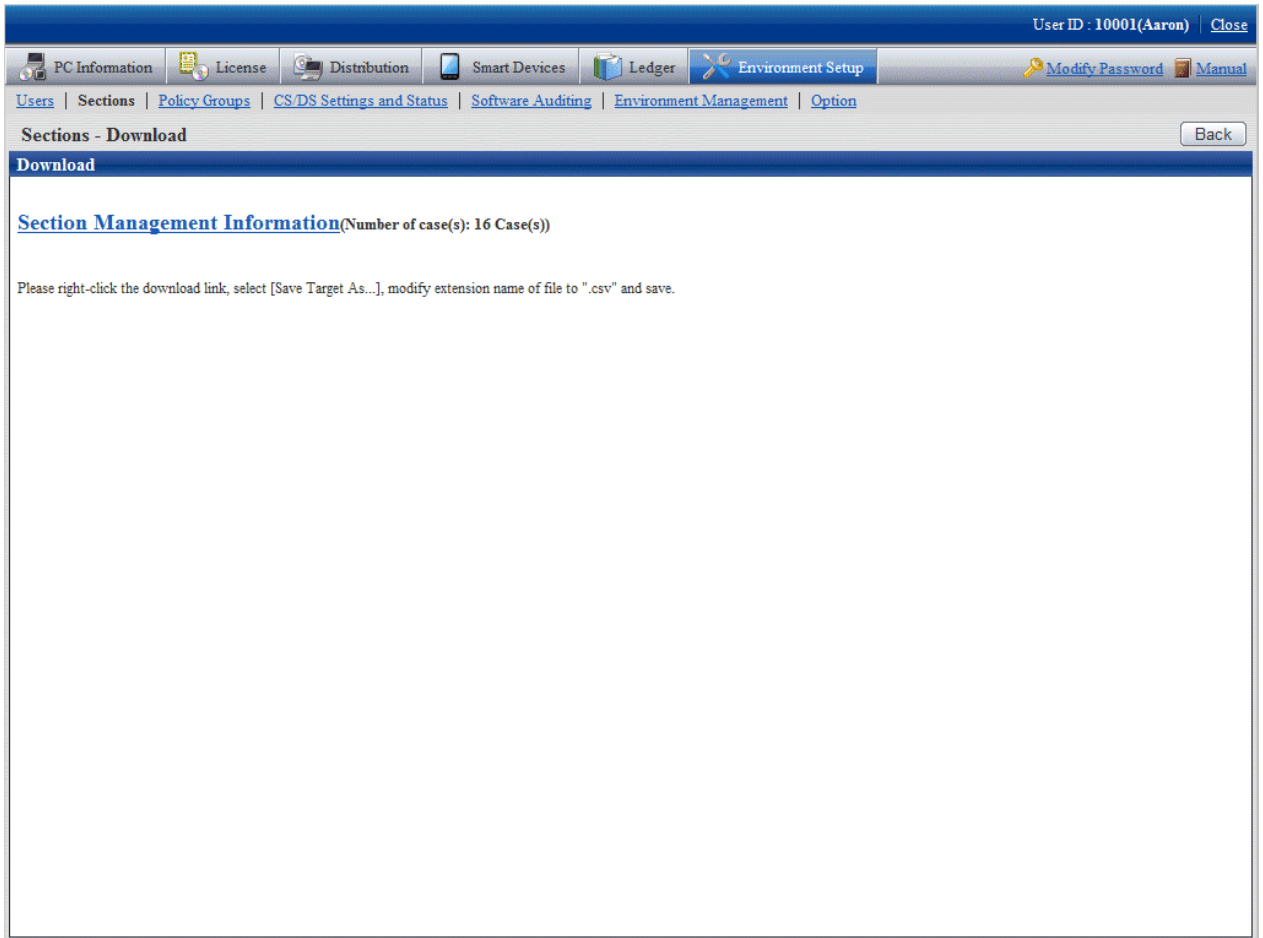 User ID : 10001(Aaron) | Close
PC Information License Distribution Smart Devices Ledger Environment Setup Modify Password Manual
Users | Sections | Policy Groups | CS/DS Settings and Status | Software Auditing | Environment Management | Option
Sections - Download Back
Download
Section Management Information(Number of case(s): 16 Case(s))
Please right-click the download link, select [Save Target As...], modify extension name of file to ".csv" and save.